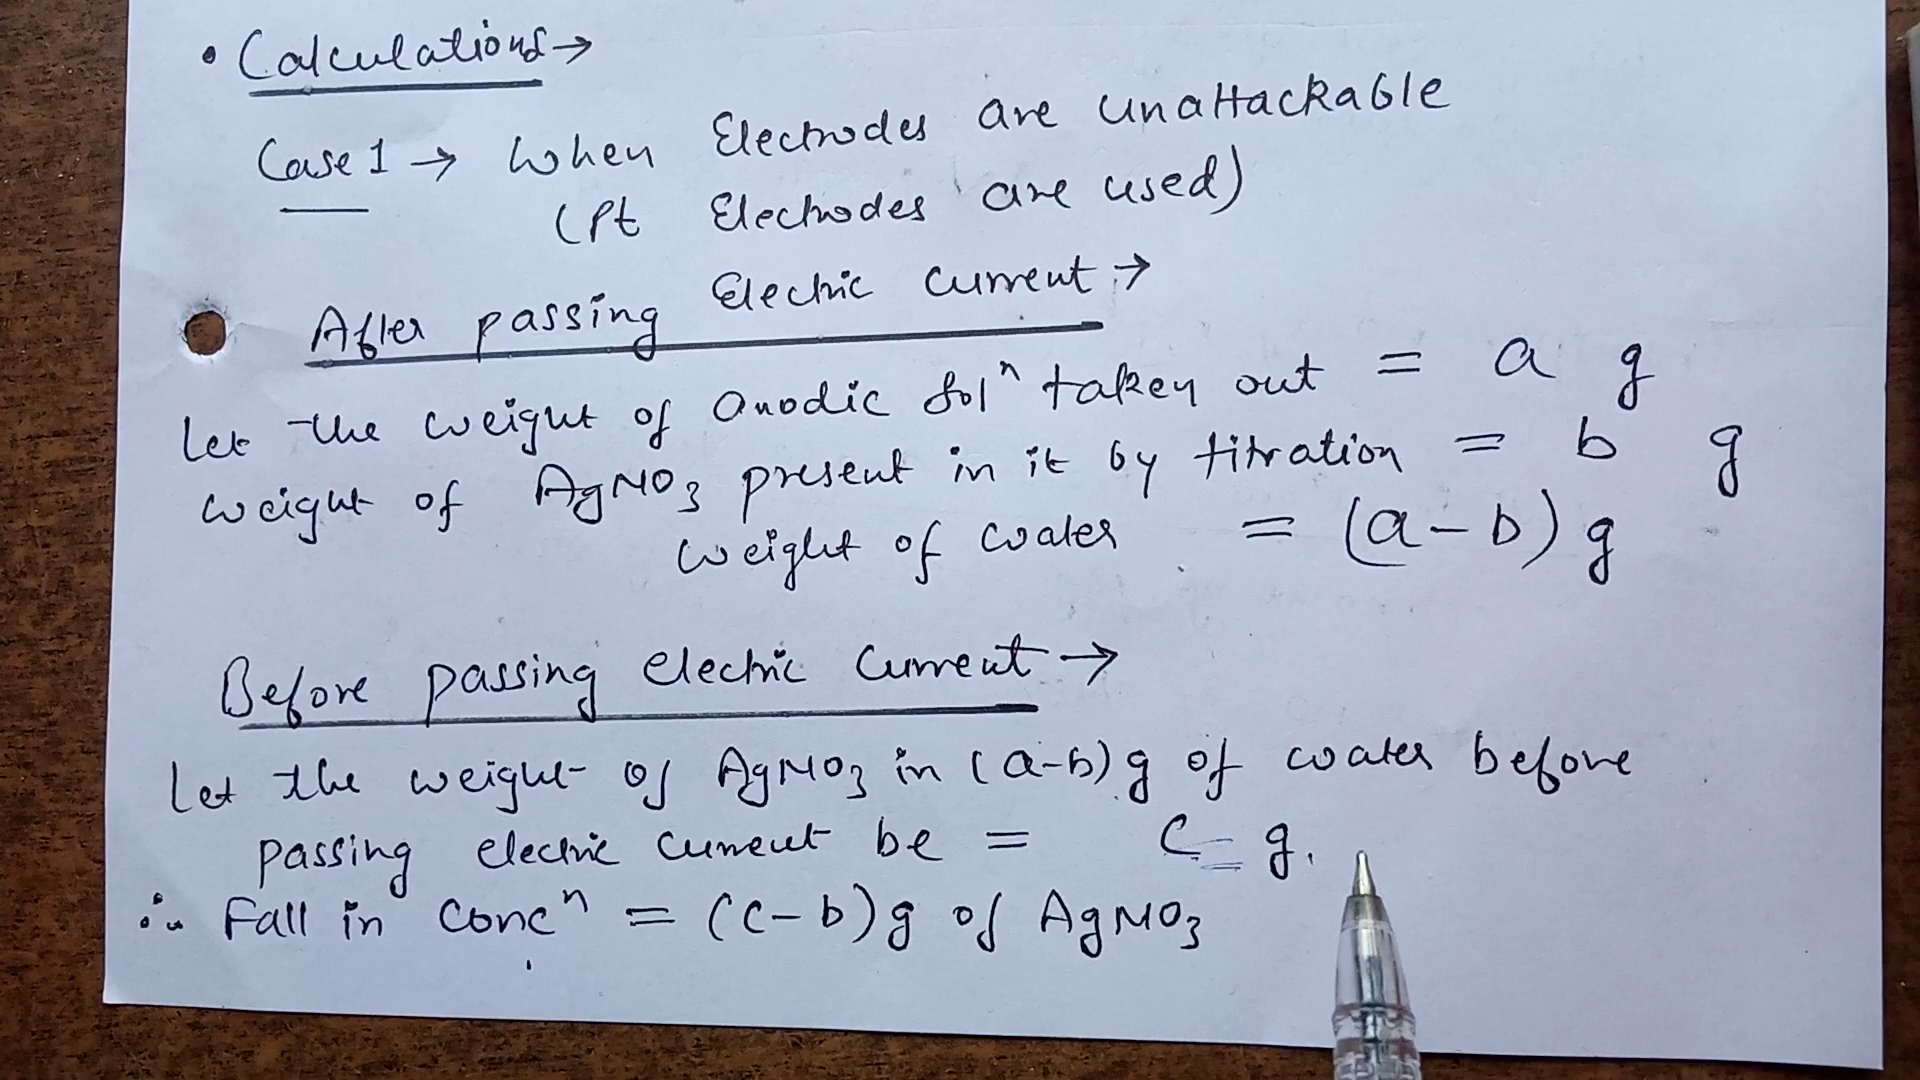 • Calculations →
Case 1 → When Electrodes are unattackable
(Pt Electrodes are used)
After passing Electric Current →
Let the weight of anodic solⁿ taken out = a g
weight of AgNO₃ present in it by titration = b g
weight of water = (a-b) g
Before passing electric Current →
Let the weight of AgNO₃ in (a-b) g of water before
passing electric current be = C g.
∴ Fall in concⁿ = (c-b) g of AgNO₃